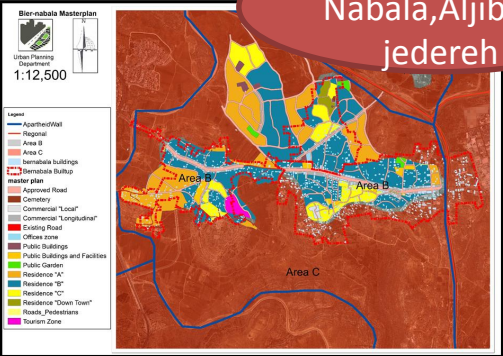 Nabala,Aljib
jedereh
Bier-nabala Masterplan
N
Urban Planning
Department
1:12,500
Legend
ApartheidWall
Regonal
Area B
Area C
bernabala buildings
Bernabala Builtup
master plan
Approved Road
Cemetery
Commercial "Local"
Commercial "Longitudinal"
Existing Road
Offices zone
Public Buildings
Public Buildings and Facilities
Public Garden
Residence "A"
Residence "B"
Residence "C"
Residence "Down Town"
Roads_Pedestrians
Tourism Zone
Area B
Area B
Area C